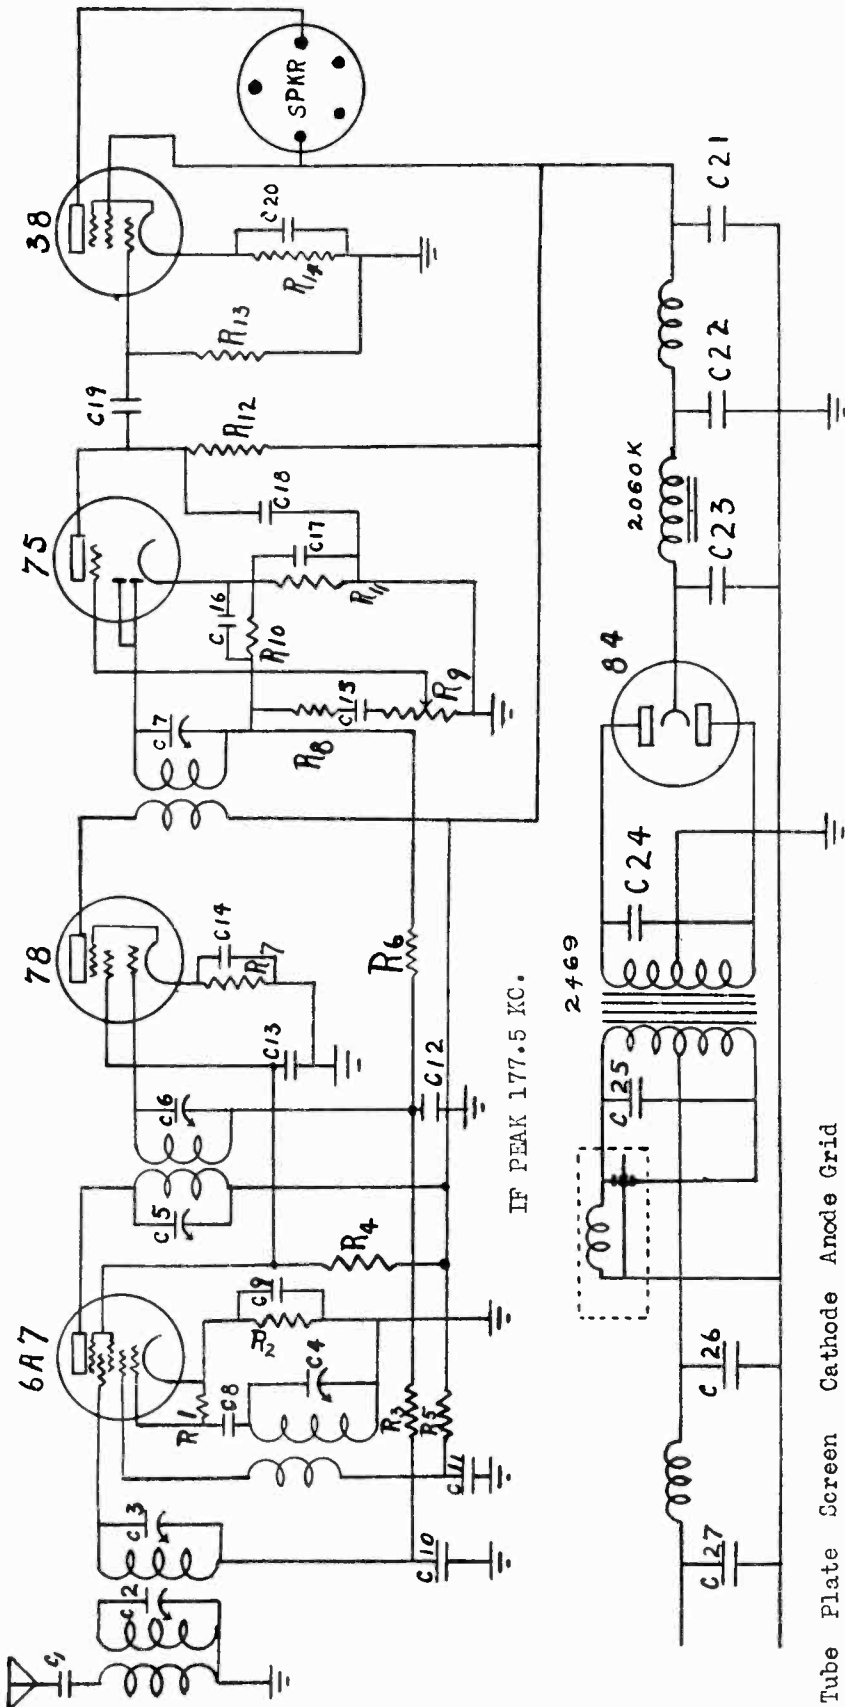 6A7
78
75
38
SPKR
C1
C2
C3
C4
C5
C6
C7
C8
C9
C10
C11
C12
C13
C14
C15
C16
C17
C18
C19
C20
R1
R2
R3
R4
R5
R6
R7
R8
R9
R10
R11
R12
R13
R14
IF PEAK 177.5 KC.
2469
84
2060K
C27
C26
C25
C24
C23
C22
C21
Tube Plate Screen Cathode Anode Grid